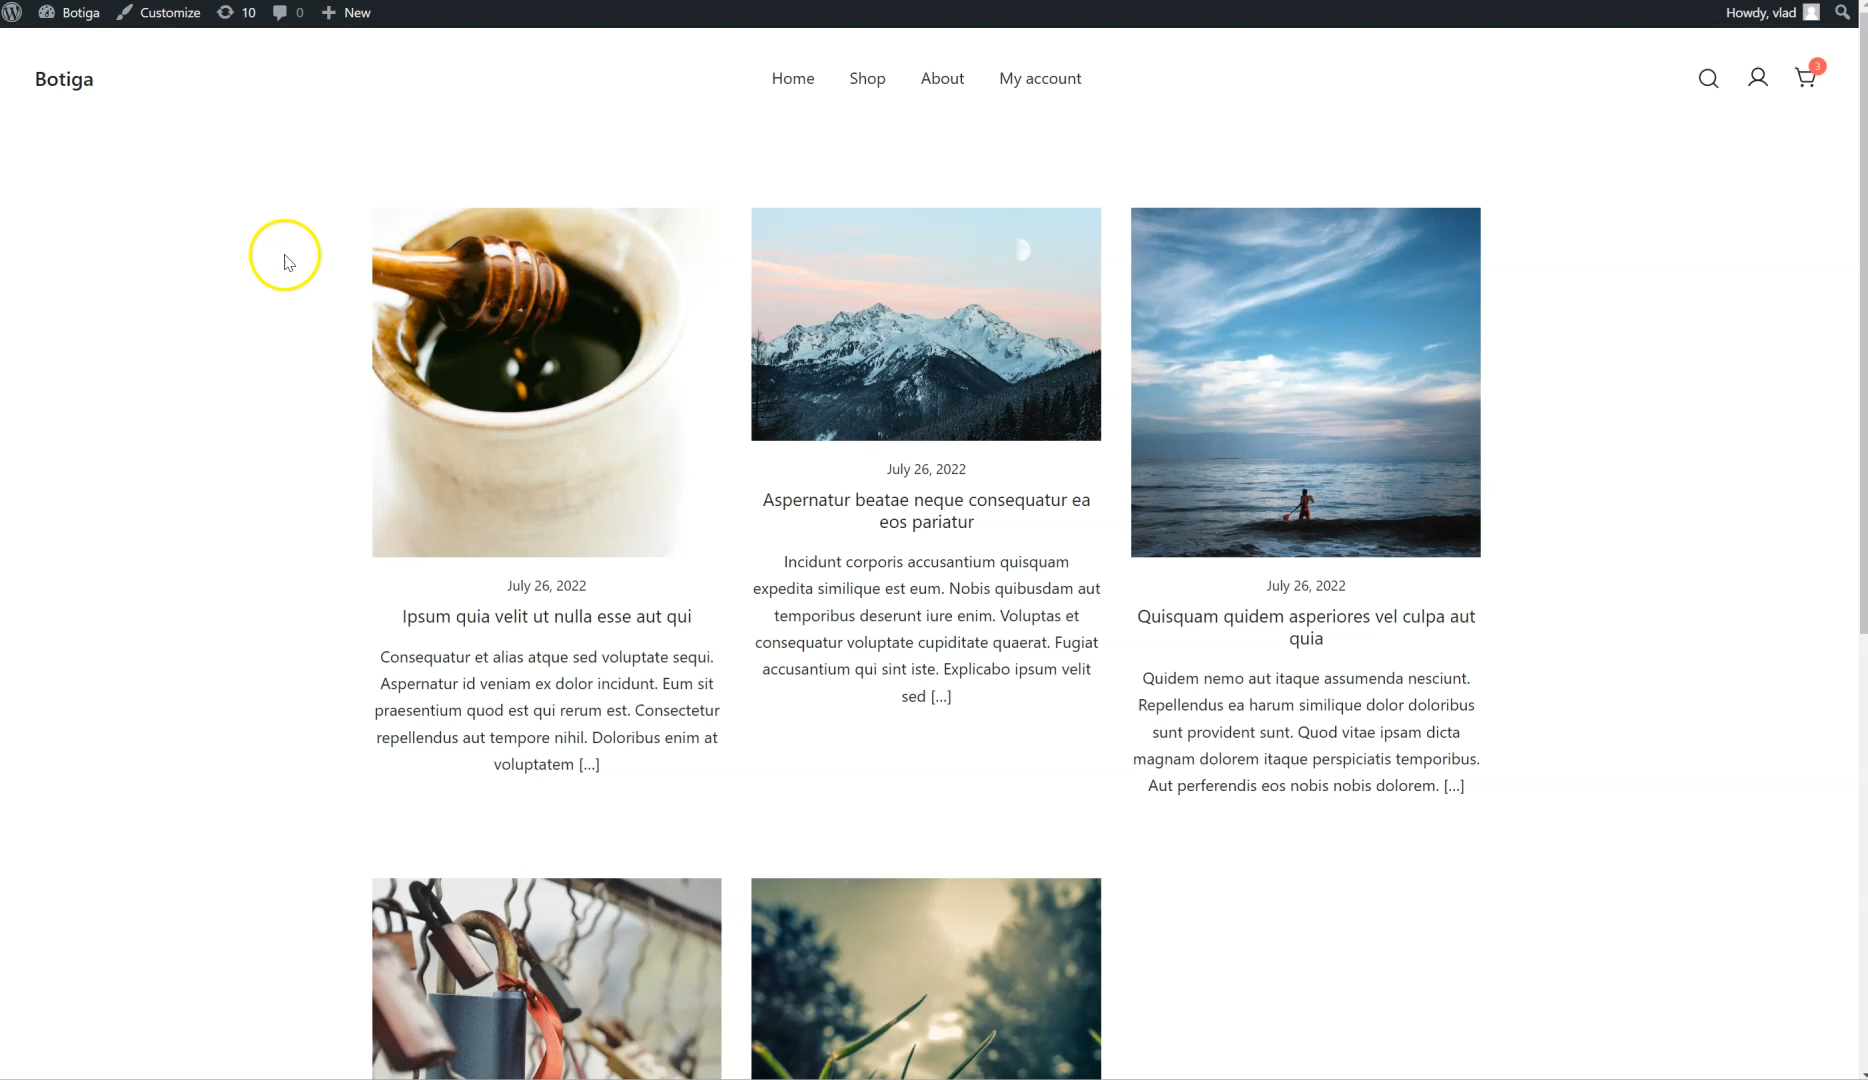 Botiga Customize 10 0 New Howdy, vlad
Botiga Home Shop About My account 3
July 26, 2022
Ipsum quia velit ut nulla esse aut qui
Consequatur et alias atque sed voluptate sequi.
Aspernatur id veniam ex dolor incidunt. Eum sit
praesentium quod est qui rerum est. Consectetur
repellendus aut tempore nihil. Doloribus enim at
voluptatem [...]
July 26, 2022
Aspernatur beatae neque consequatur ea
eos pariatur
Incidunt corporis accusantium quisquam
expedita similique est eum. Nobis quibusdam aut
temporibus deserunt iure enim. Voluptas et
consequatur voluptate cupiditate quaerat. Fugiat
accusantium qui sint iste. Explicabo ipsum velit
sed [...]
July 26, 2022
Quisquam quidem asperiores vel culpa aut
quia
Quidem nemo aut itaque assumenda nesciunt.
Repellendus ea harum similique dolor doloribus
sunt provident sunt. Quod vitae ipsam dicta
magnam dolorem itaque perspiciatis temporibus.
Aut perferendis eos nobis nobis dolorem. [...]